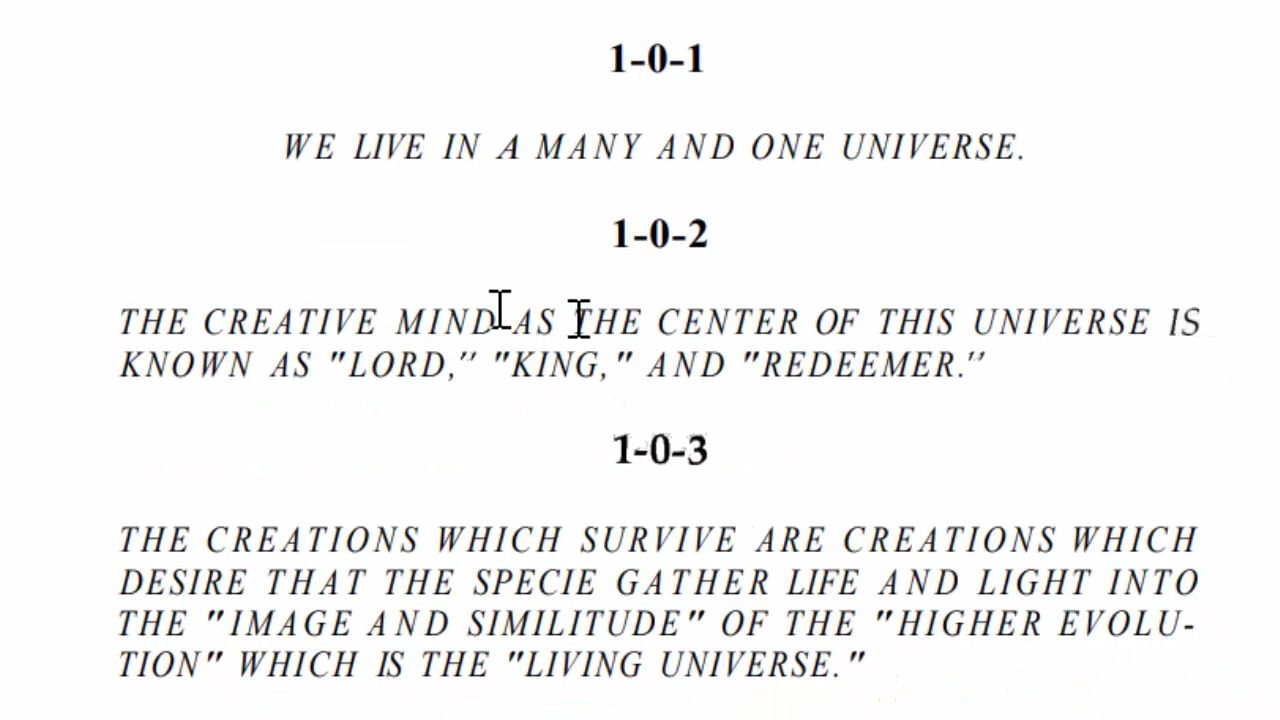 1-0-1
WE LIVE IN A MANY AND ONE UNIVERSE.
1-0-2
THE CREATIVE MIND AS THE CENTER OF THIS UNIVERSE IS
KNOWN AS "LORD," "KING," AND "REDEEMER."
1-0-3
THE CREATIONS WHICH SURVIVE ARE CREATIONS WHICH
DESIRE THAT THE SPECIE GATHER LIFE AND LIGHT INTO
THE "IMAGE AND SIMILITUDE" OF THE "HIGHER EVOLU-
TION" WHICH IS THE "LIVING UNIVERSE."